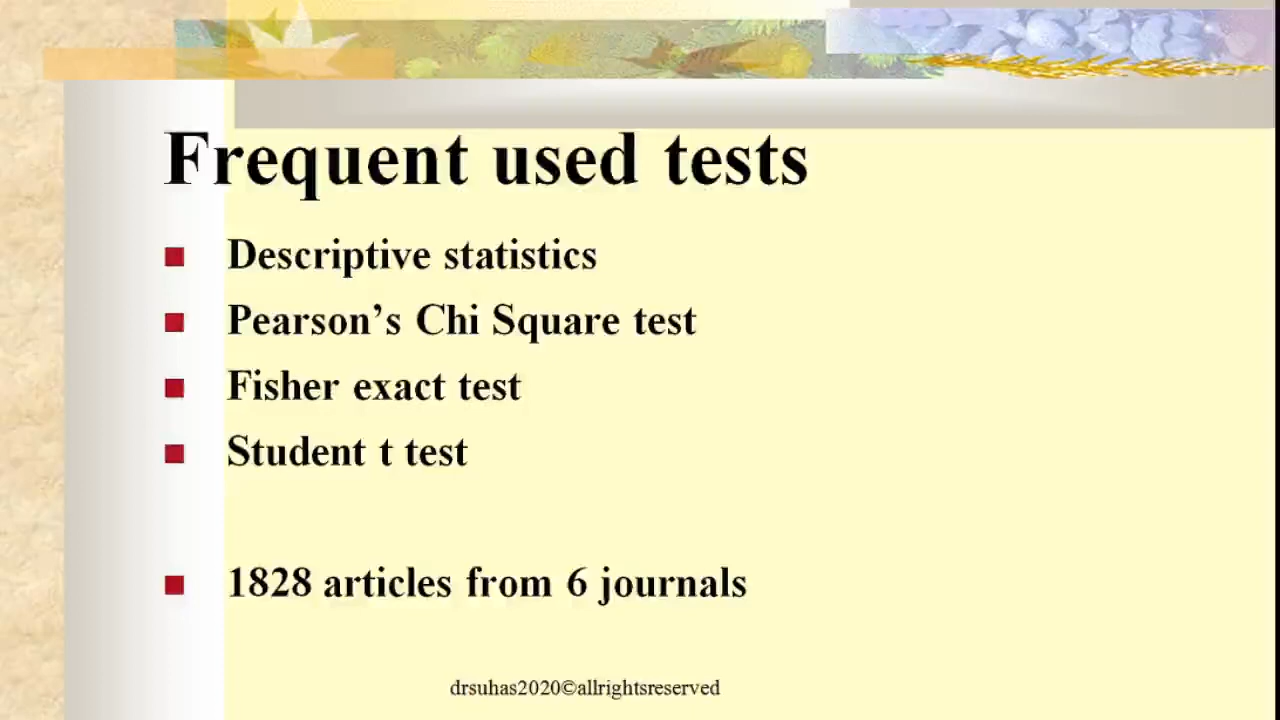 Frequent used tests
Descriptive statistics
Pearson’s Chi Square test
Fisher exact test
Student t test
1828 articles from 6 journals
drsuhas2020©allrightsreserved